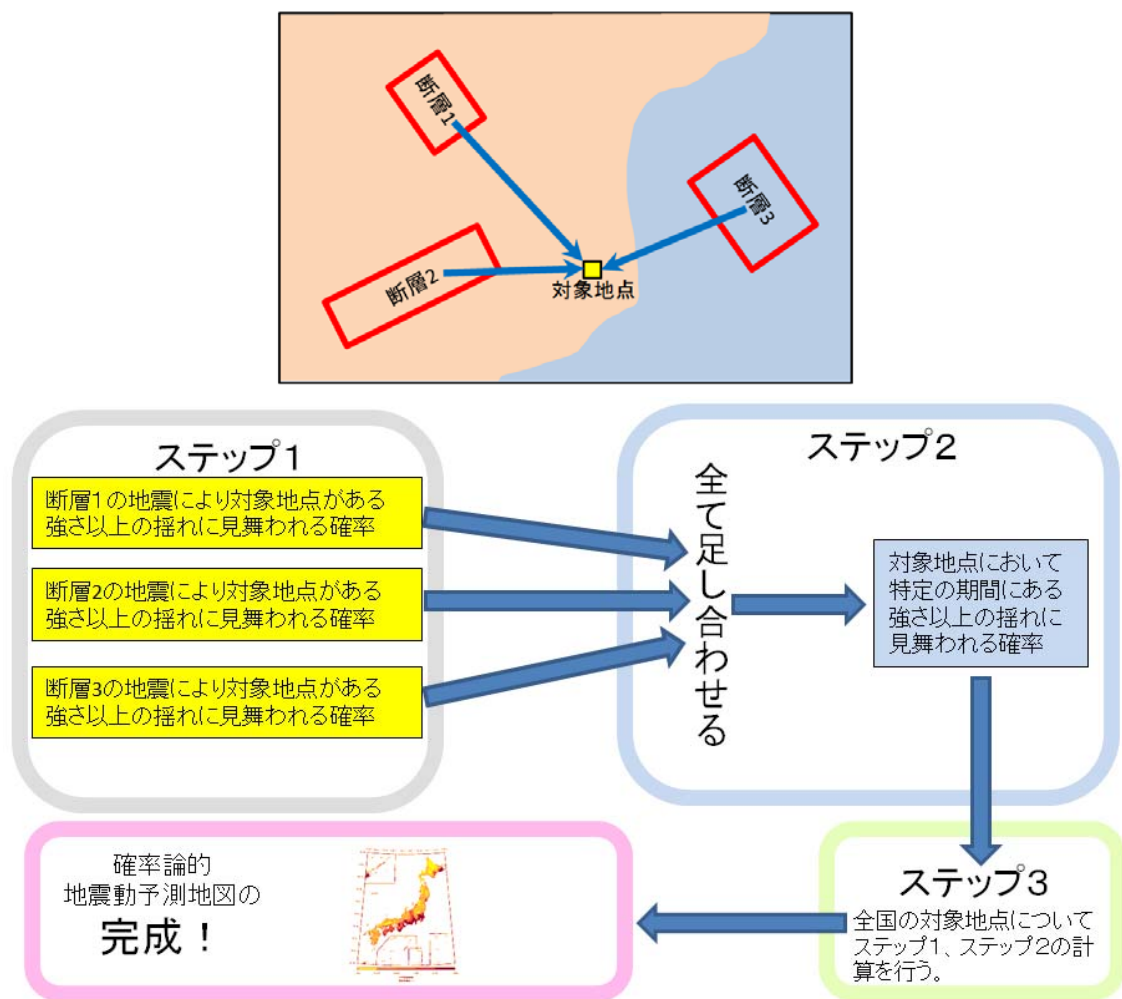 断層1
断層2
断層3
対象地点
ステップ1
断層1の地震により対象地点がある
強さ以上の揺れに見舞われる確率
断層2の地震により対象地点がある
強さ以上の揺れに見舞われる確率
断層3の地震により対象地点がある
強さ以上の揺れに見舞われる確率
ステップ2
全て足し合わせる
対象地点において
特定の期間にある
強さ以上の揺れに
見舞われる確率
ステップ3
全国の対象地点について
ステップ1、ステップ2の計
算を行う。
確率論的
地震動予測地図の
完成！